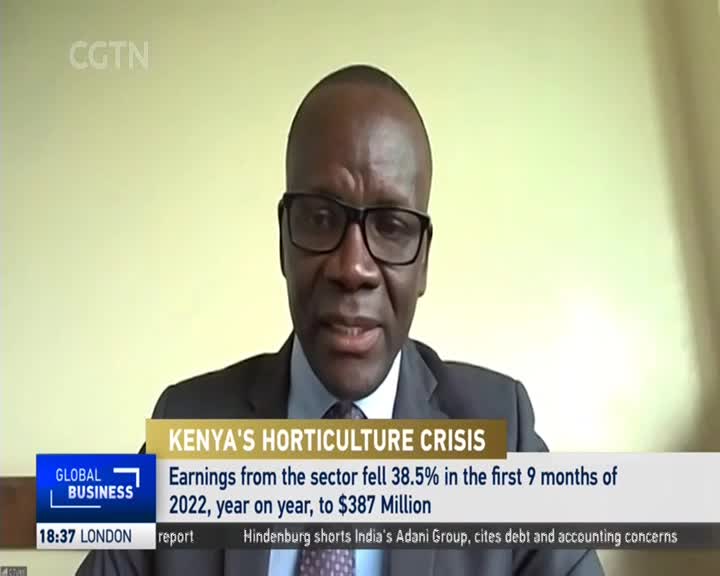 CGTN
KENYA'S HORTICULTURE CRISIS
GLOBAL
BUSINESS
Earnings from the sector fell 38.5% in the first 9 months of
2022, year on year, to $387 Million
18:37 LONDON
report Hindenburg shorts India's Adani Group, cites debt and accounting concerns